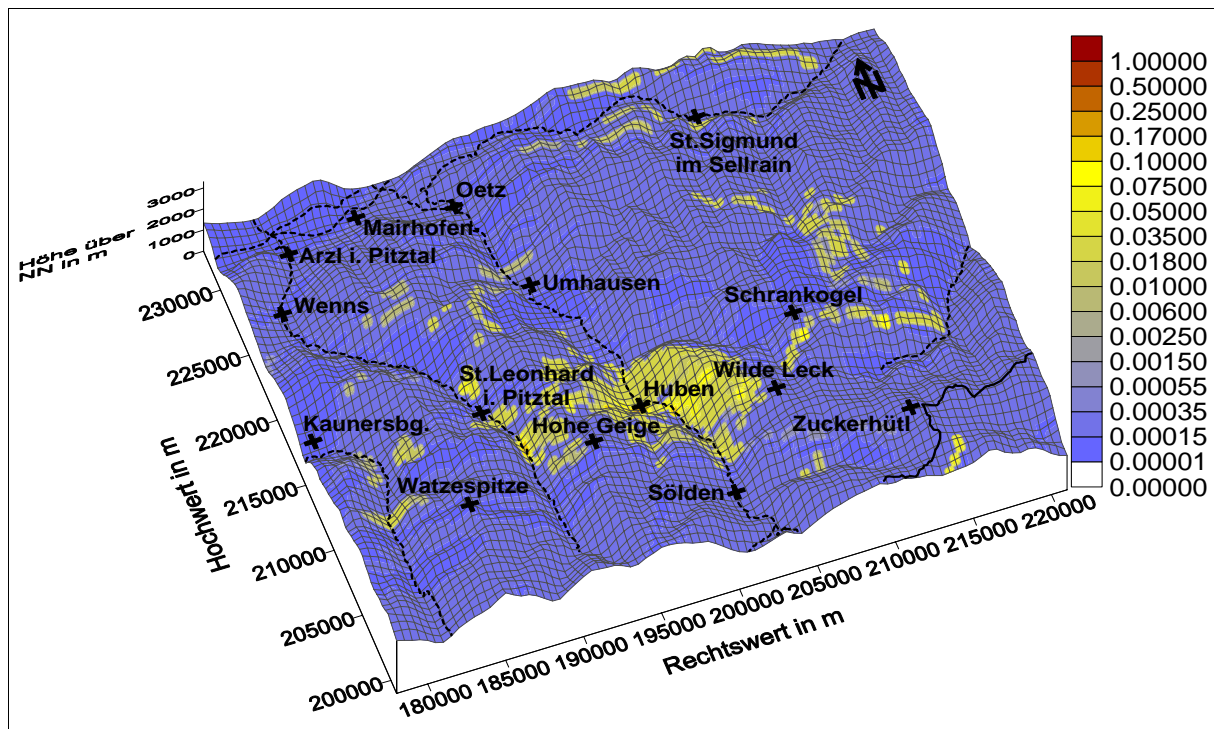 N
St.Sigmund
im Sellrain
Oetz
Mairhofen
Arzl i. Pitztal
Umhausen
Wenns
Schrankogel
St.Leonhard
i. Pitztal
Wilde Leck
Huben
Kaunersbg.
Hohe Geige
Zuckerhütl
Watzespitze
Sölden
Höhe über
NN in m
3000
2000
1000
0
Hochwert in m
230000
225000
220000
215000
210000
205000
200000
Rechtswert in m
180000
185000
190000
195000
200000
205000
210000
215000
220000
1.00000
0.50000
0.25000
0.17000
0.10000
0.07500
0.05000
0.03500
0.01800
0.01000
0.00600
0.00250
0.00150
0.00055
0.00035
0.00015
0.00001
0.00000